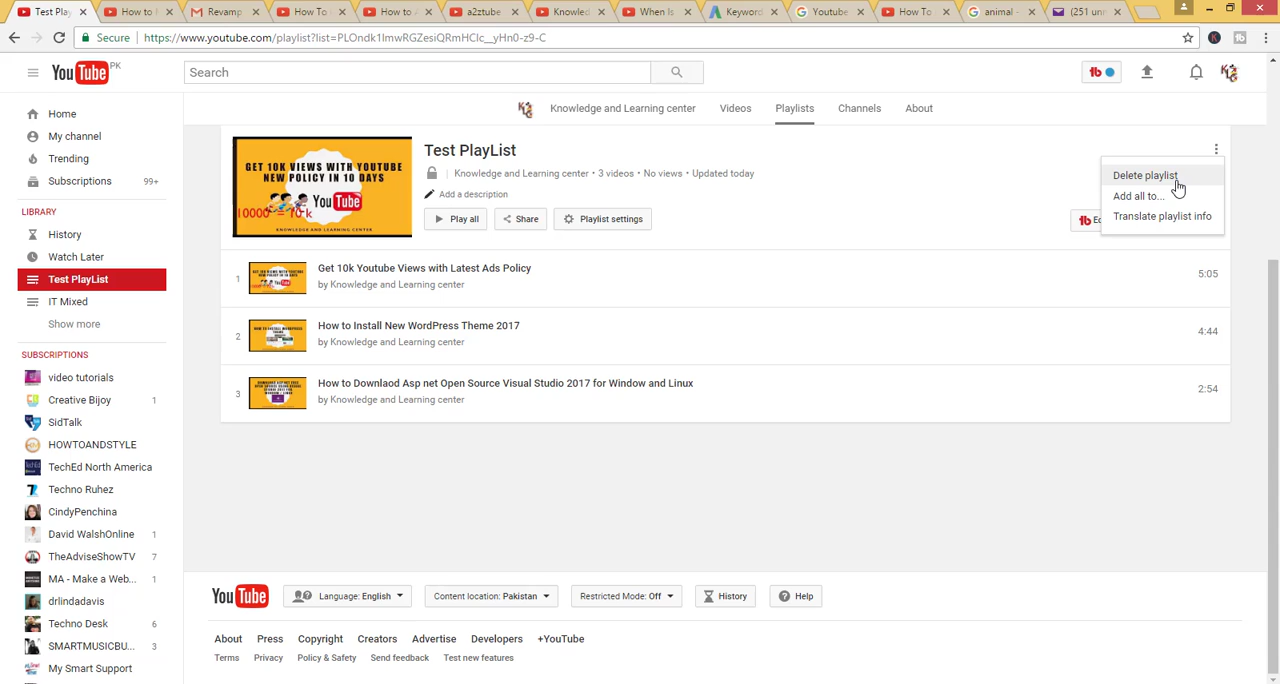 Test Play
How to I
Gmail Revamp
How To
How to A
a2ztube
Knowled
When Is
Keyword
Youtube
How To
animal -
(251 unr
Secure
https://www.youtube.com/playlist?list=PLOndk1ImwRGZesiQRmHClc__yHn0-z9-C
YouTube PK
Search
Knowledge and Learning center
Videos
Playlists
Channels
About
Home
My channel
Trending
Subscriptions 99+
LIBRARY
History
Watch Later
Test PlayList
IT Mixed
Show more
SUBSCRIPTIONS
video tutorials
Creative Bijoy 1
SidTalk
HOWTOANDSTYLE
TechEd North America
Techno Ruhez
CindyPenchina
David WalshOnline 1
TheAdviseShowTV 7
MA - Make a Web... 1
drlindadavis
Techno Desk 6
SMARTMUSICBU... 3
My Smart Support
GET 10K VIEWS WITH YOUTUBE
NEW POLICY IN 10 DAYS
YouTube
10000 = 10 k
KNOWLEDGE AND LEARNING CENTER
Test PlayList
Knowledge and Learning center • 3 videos • No views • Updated today
Add a description
Play all
Share
Playlist settings
Delete playlist
Add all to...
Translate playlist info
1
Get 10k Youtube Views with Latest Ads Policy
by Knowledge and Learning center
5:05
2
How to Install New WordPress Theme 2017
by Knowledge and Learning center
4:44
3
How to Downlaod Asp net Open Source Visual Studio 2017 for Window and Linux
by Knowledge and Learning center
2:54
YouTube
Language: English
Content location: Pakistan
Restricted Mode: Off
History
Help
About Press Copyright Creators Advertise Developers +YouTube
Terms Privacy Policy & Safety Send feedback Test new features